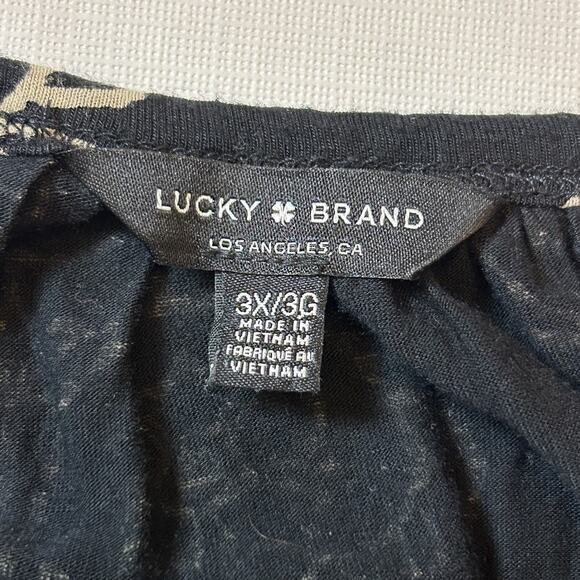 LUCKY BRAND
LOS ANGELES, CA
3X/3G
MADE IN
VIETNAM
FABRIQUÉ AU
VIETNAM